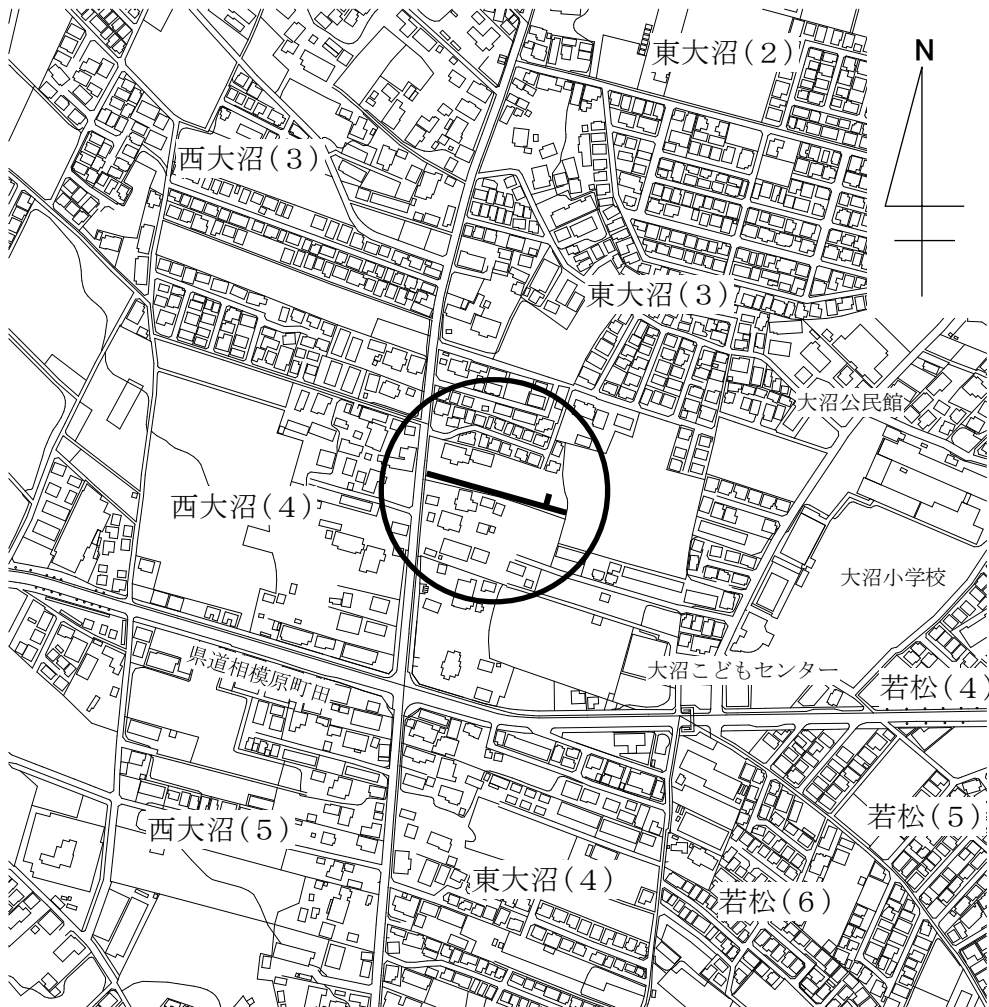 東大沼(2)
N
西大沼(3)
東大沼(3)
大沼公民館
西大沼(4)
大沼小学校
県道相模原町田
大沼こどもセンター
若松(4)
若松(5)
西大沼(5)
東大沼(4)
若松(6)